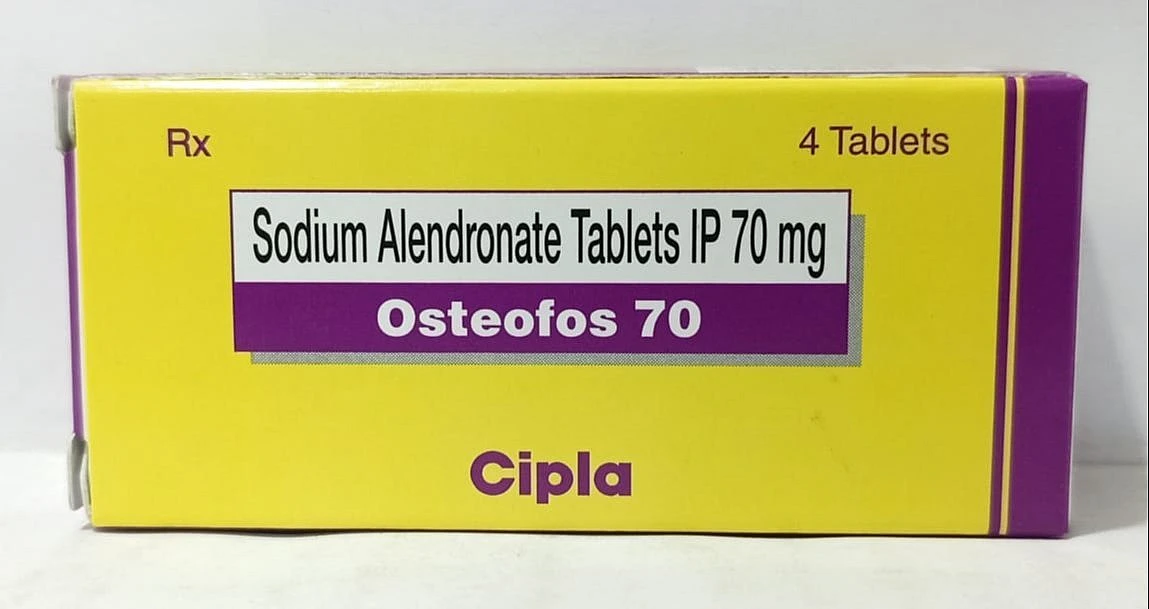 Rx
4 Tablets
Sodium Alendronate Tablets IP 70 mg
Osteofos 70
Cipla